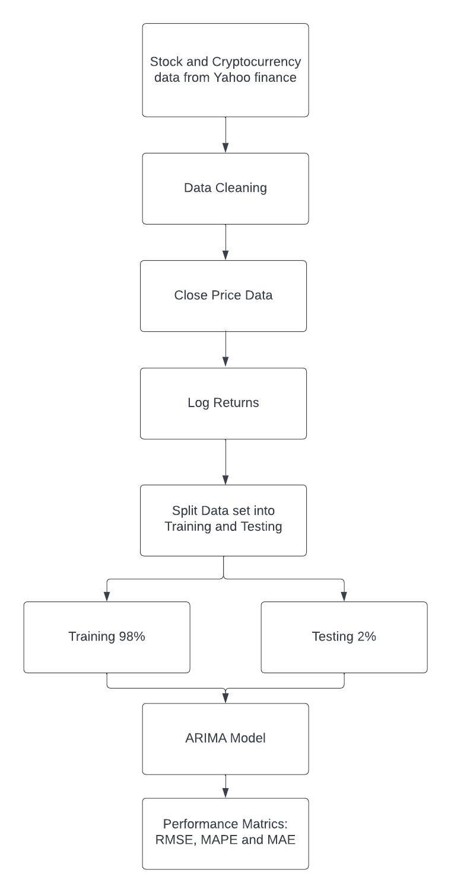 Stock and Cryptocurrency
data from Yahoo finance
Data Cleaning
Close Price Data
Log Returns
Split Data set into
Training and Testing
Training 98%
Testing 2%
ARIMA Model
Performance Matrics:
RMSE, MAPE and MAE